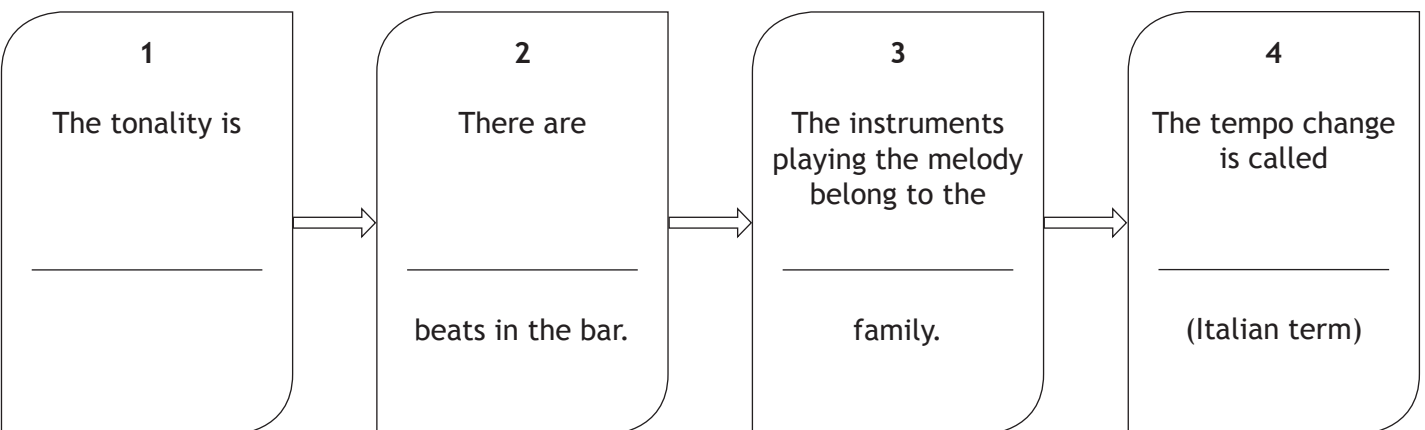 1
The tonality is
2
There are
beats in the bar.
3
The instruments
playing the melody
belong to the
family.
4
The tempo change
is called
(Italian term)